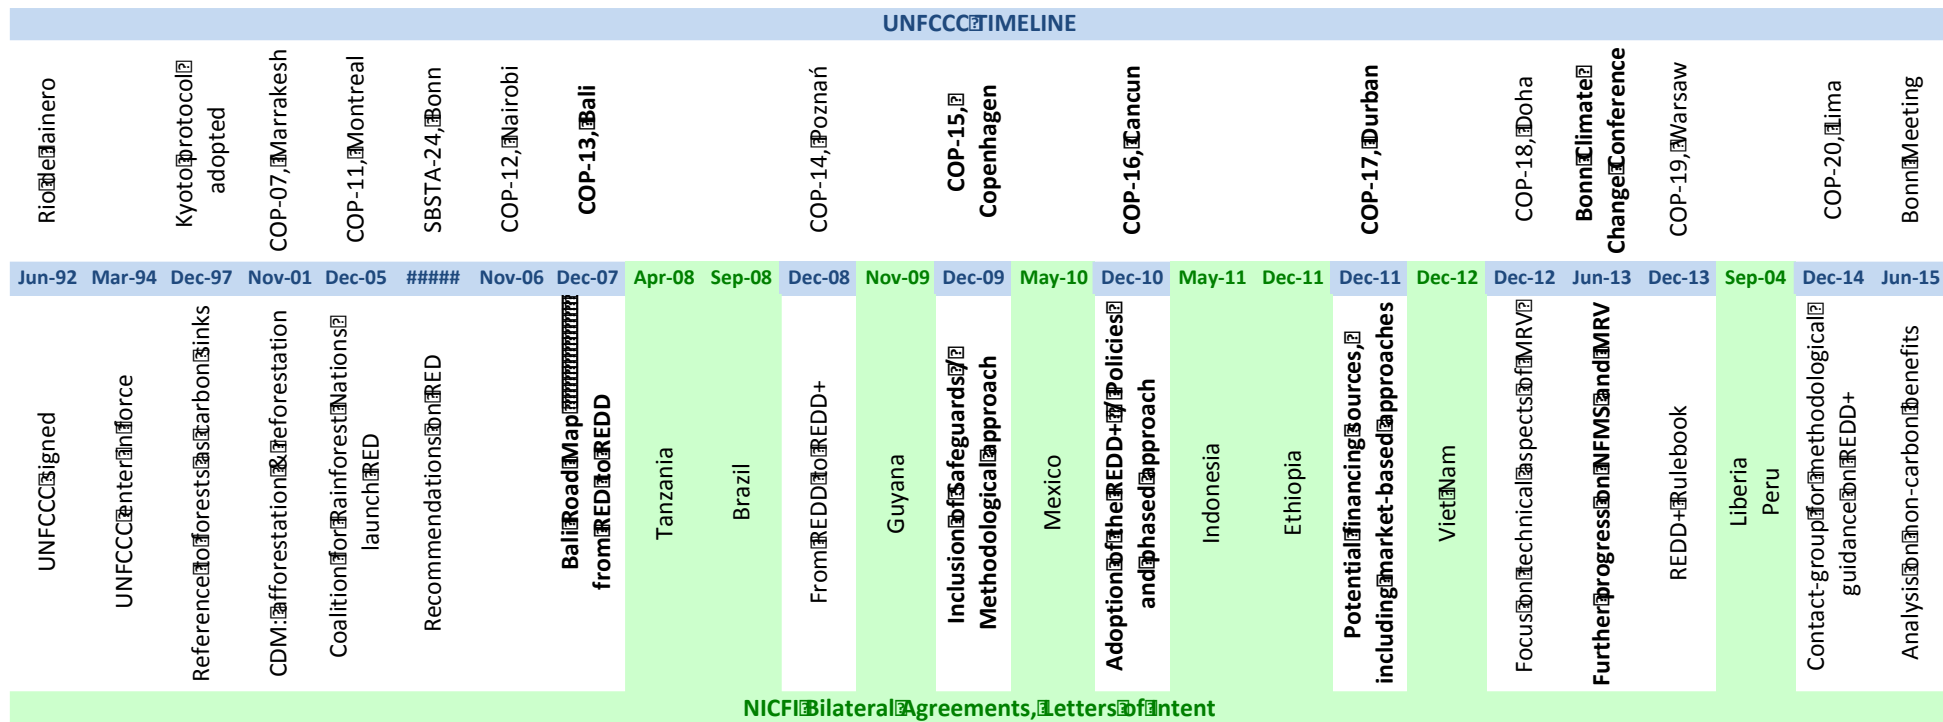 UNFCCC TIMELINE
Rio de Jainero
Kyoto protocol
adopted
COP-07, Marrakesh
COP-11, Montreal
SBSTA-24, Bonn
COP-12, Nairobi
COP-13, Bali
COP-14, Poznań
COP-15,
Copenhagen
COP-16, Cancun
COP-17, Durban
COP-18, Doha
Bonn Climate
Change Conference
COP-19, Warsaw
COP-20, Lima
Bonn Meeting
Jun-92 Mar-94 Dec-97 Nov-01 Dec-05 ##### Nov-06 Dec-07 Apr-08 Sep-08 Dec-08 Nov-09 Dec-09 May-10 Dec-10 May-11 Dec-11 Dec-11 Dec-12 Dec-12 Jun-13 Dec-13 Sep-04 Dec-14 Jun-15
UNFCCC signed
UNFCCC enter in force
Reference to forests as carbon sinks
CDM: afforestation & reforestation
Coalition for Rainforest Nations
launch RED
Recommendations on RED
Bali Road Map
from RED to REDD
Tanzania
Brazil
From REDD to REDD+
Guyana
Inclusion of Safeguards /
Methodological approach
Mexico
Adoption of the REDD+ / Policies
and phased approach
Indonesia
Ethiopia
Potential financing sources,
including market-based approaches
Viet Nam
Focus on technical aspects of MRV
Further progress on NFMS and MRV
REDD+ Rulebook
Liberia
Peru
Contact-group for methodological
guidance on REDD+
Analysis on non-carbon benefits
NICFI Bilateral Agreements, Letters of Intent